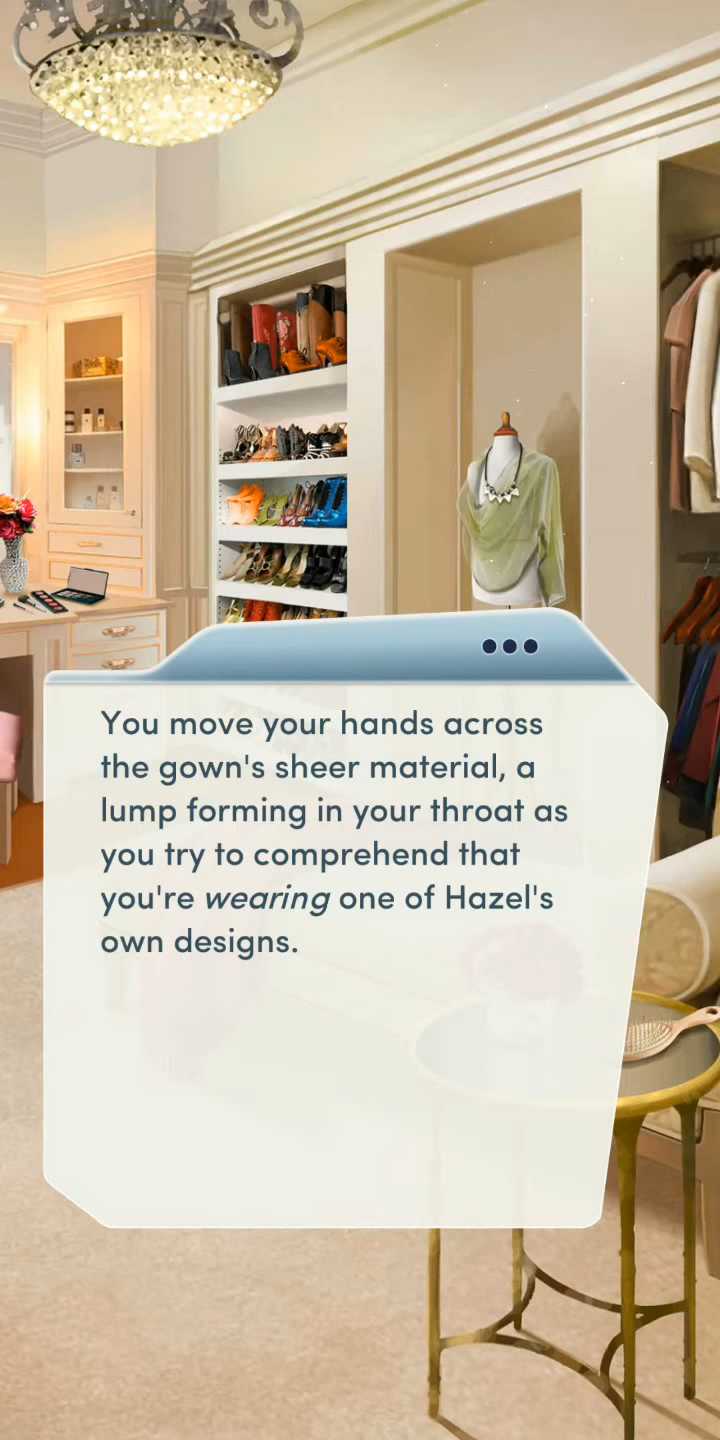 You move your hands across
the gown's sheer material, a
lump forming in your throat as
you try to comprehend that
you're wearing one of Hazel's
own designs.